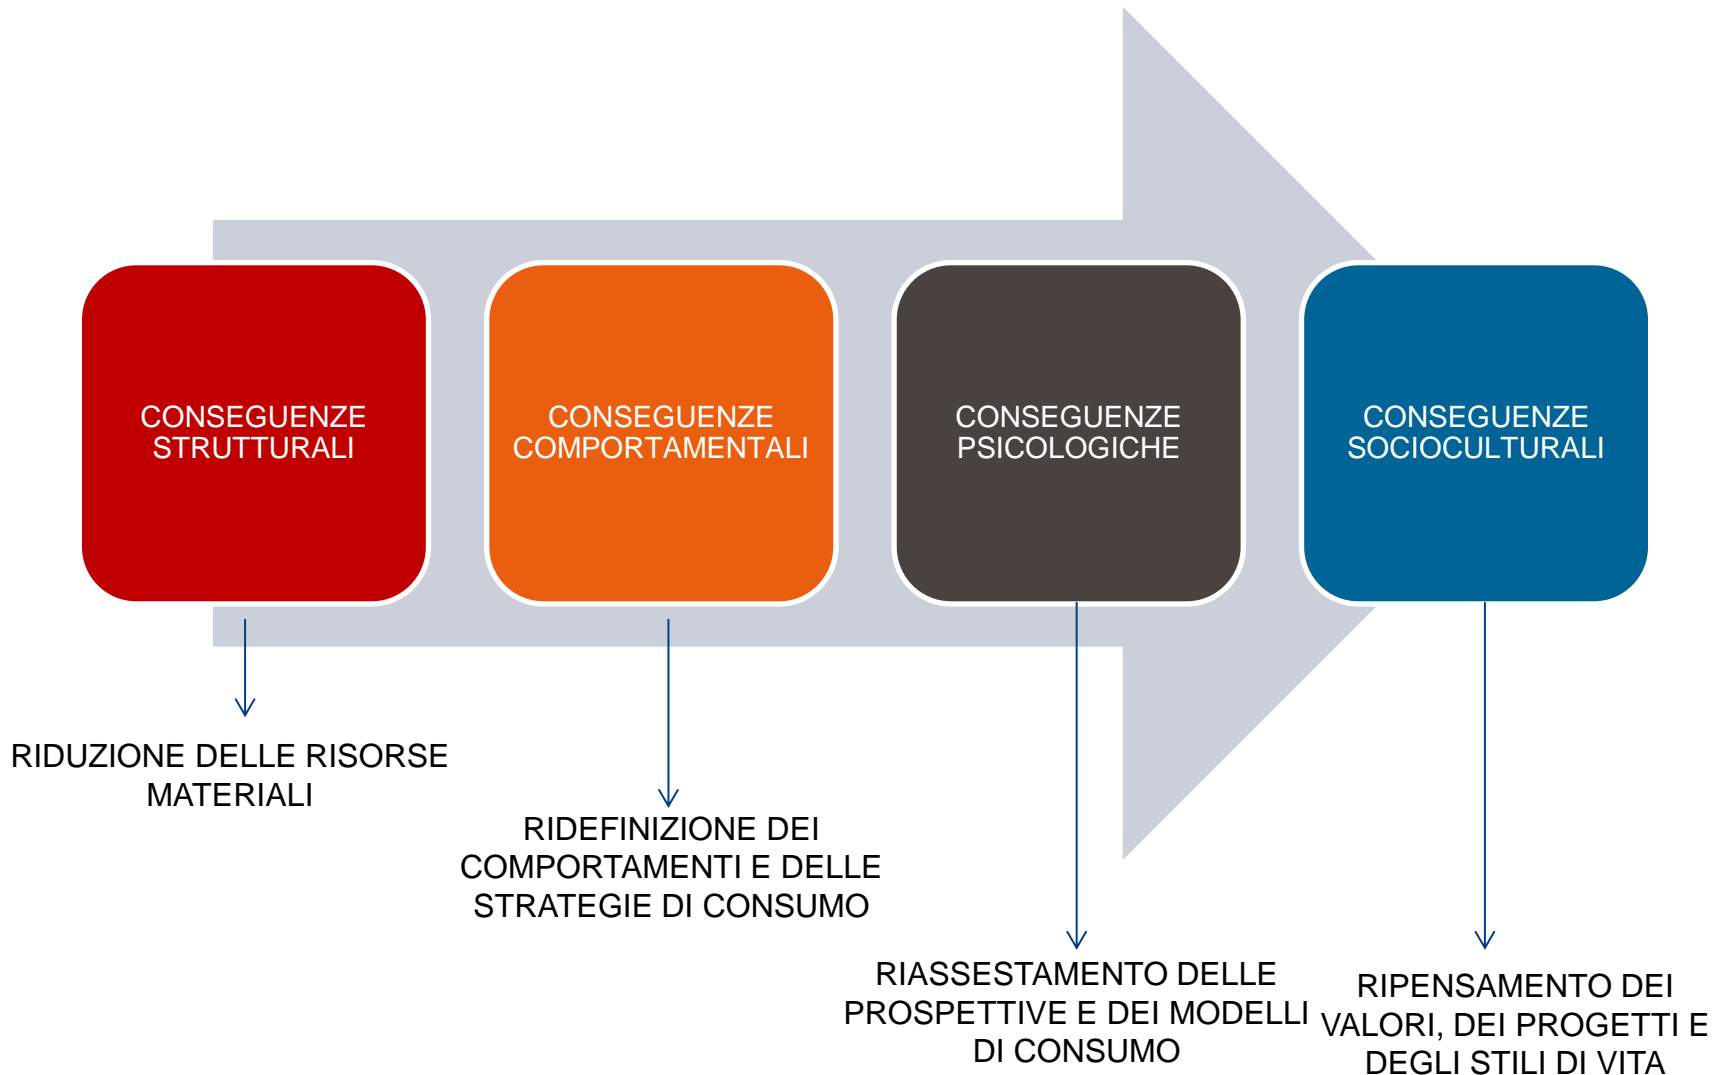 CONSEGUENZE
STRUTTURALI
CONSEGUENZE
COMPORTAMENTALI
CONSEGUENZE
PSICOLOGICHE
CONSEGUENZE
SOCIOCULTURALI
RIDUZIONE DELLE RISORSE
MATERIALI
RIDEFINIZIONE DEI
COMPORTAMENTI E DELLE
STRATEGIE DI CONSUMO
RIASSESTAMENTO DELLE
PROSPETTIVE E DEI MODELLI
DI CONSUMO
RIPENSAMENTO DEI
VALORI, DEI PROGETTI E
DEGLI STILI DI VITA